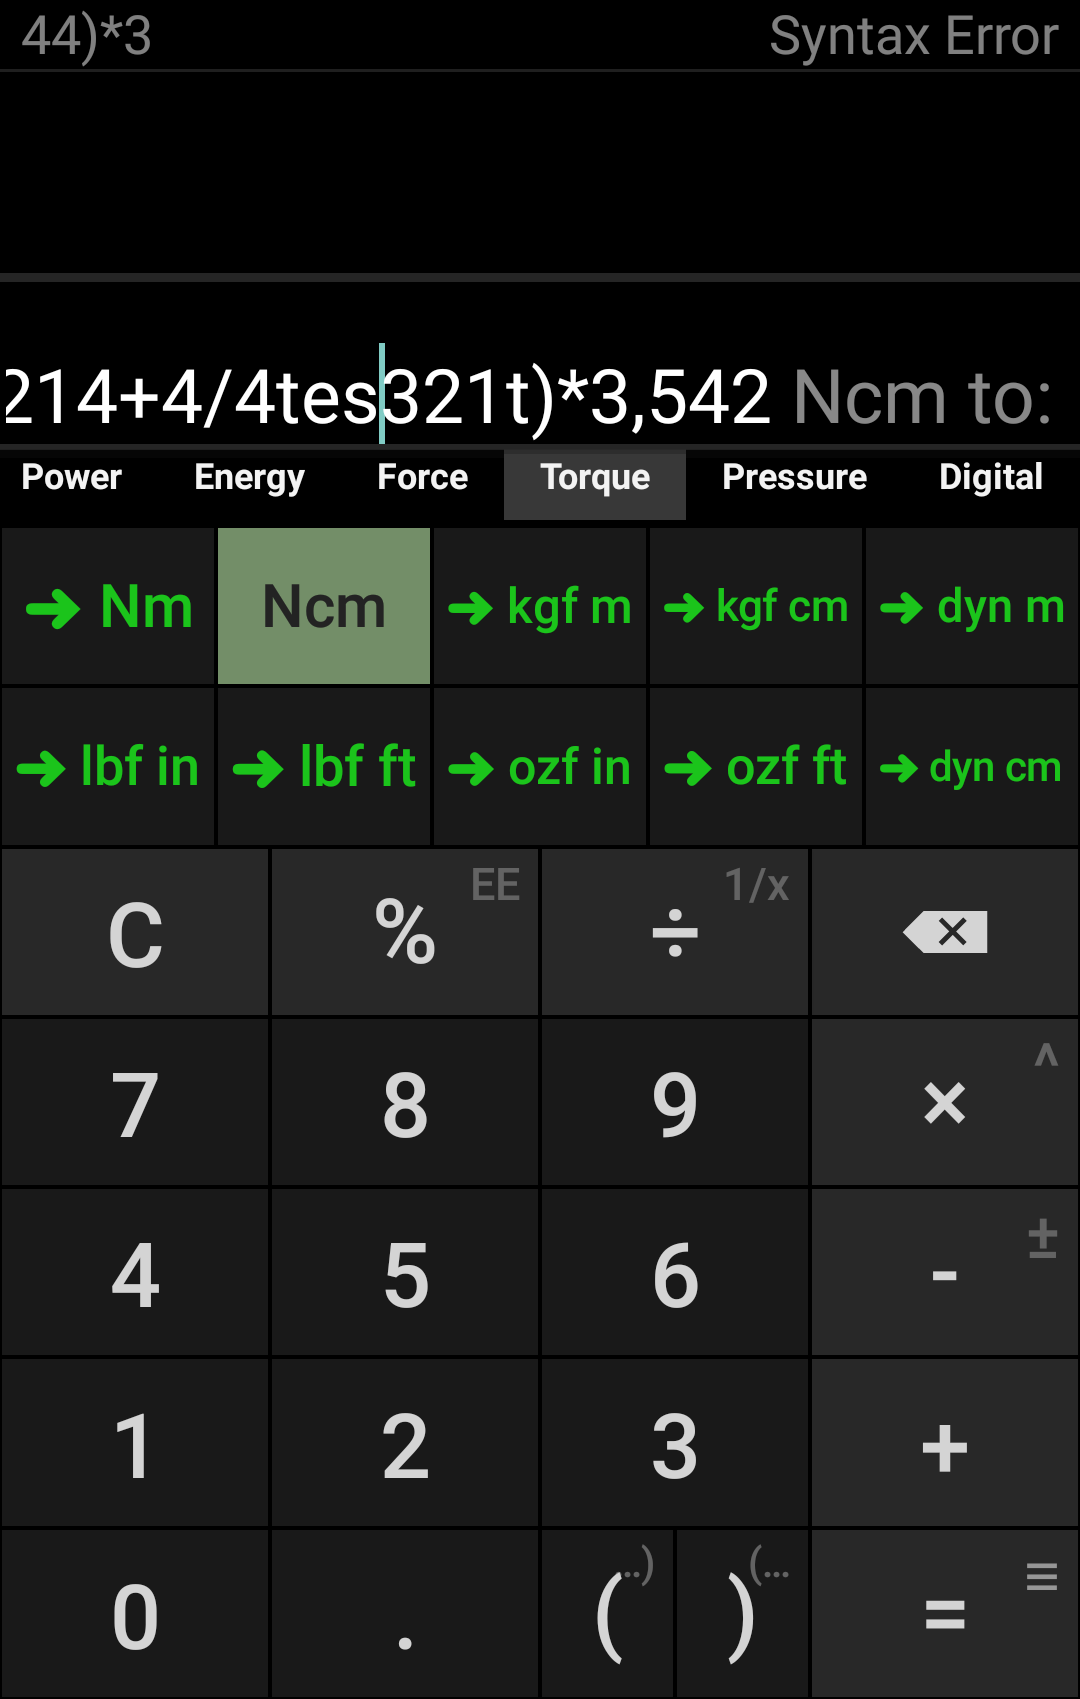 44)*3 Syntax Error
214+4/4tes321t)*3,542 Ncm to:
Power Energy Force Torque Pressure Digital
➔ Nm Ncm ➔ kgf m ➔ kgf cm ➔ dyn m
➔ lbf in ➔ lbf ft ➔ ozf in ➔ ozf ft ➔ dyn cm
C % EE ÷ 1/x
7 8 9 × ^
4 5 6 - ±
1 2 3 +
0 . ( ..) ) (... =